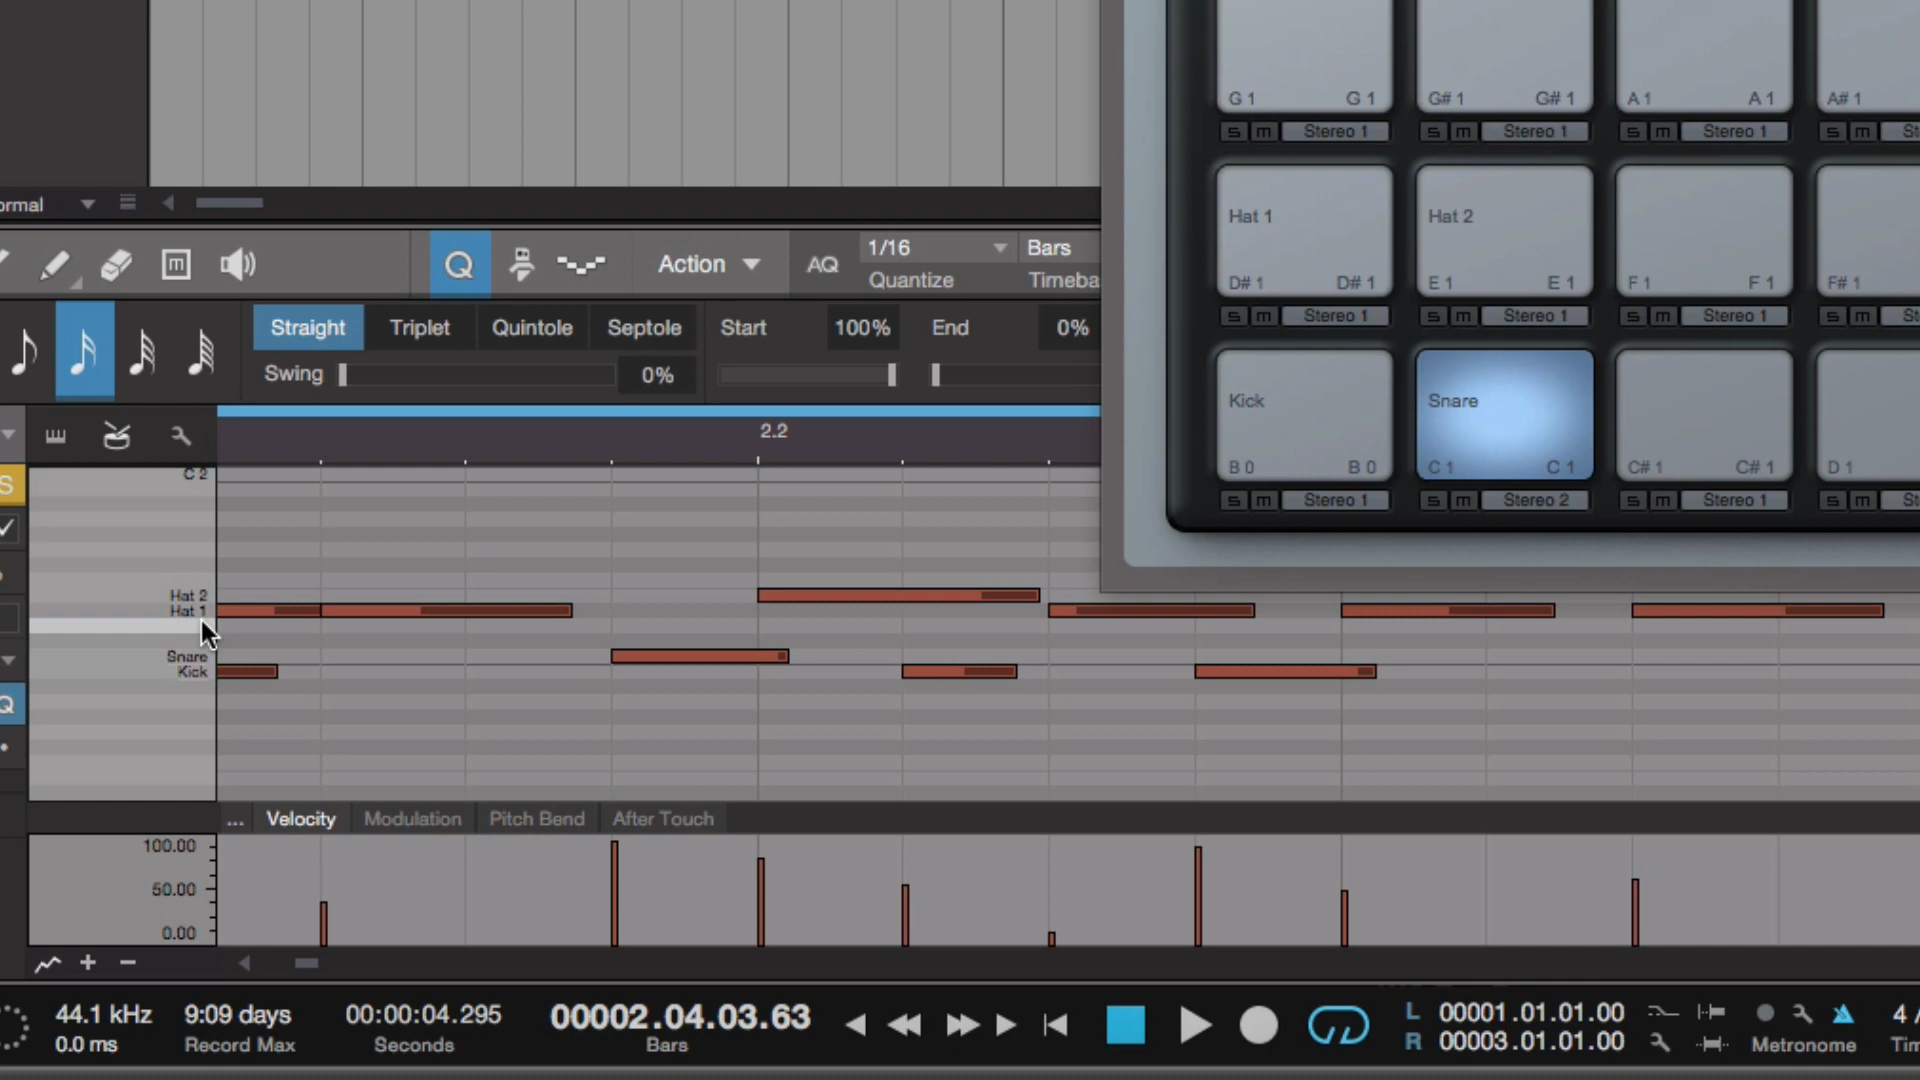 G 1 G 1 G# 1 G# 1 A 1 A 1 A# 1
S m Stereo 1 S m Stereo 1 S m Stereo 1 S m
Hat 1 Hat 2
D# 1 D# 1 E 1 E 1 F 1 F 1 F# 1
S m Stereo 1 S m Stereo 1 S m Stereo 1 S m
Kick Snare
B 0 B 0 C 1 C 1 C# 1 C# 1 D 1
S m Stereo 1 S m Stereo 2 S m Stereo 1 S m
ormal
m Q Action AQ 1/16 Bars
Quantize Timeba
Straight Triplet Quintole Septole Start 100% End 0%
Swing 0%
2.2
C 2
S
Hat 2
Hat 1
Snare
Kick
Q
... Velocity Modulation Pitch Bend After Touch
100.00
50.00
0.00
44.1 kHz 9:09 days 00:00:04.295 00002.04.03.63 L 00001.01.01.00 4 /
0.0 ms Record Max Seconds Bars R 00003.01.01.00 Metronome Tim